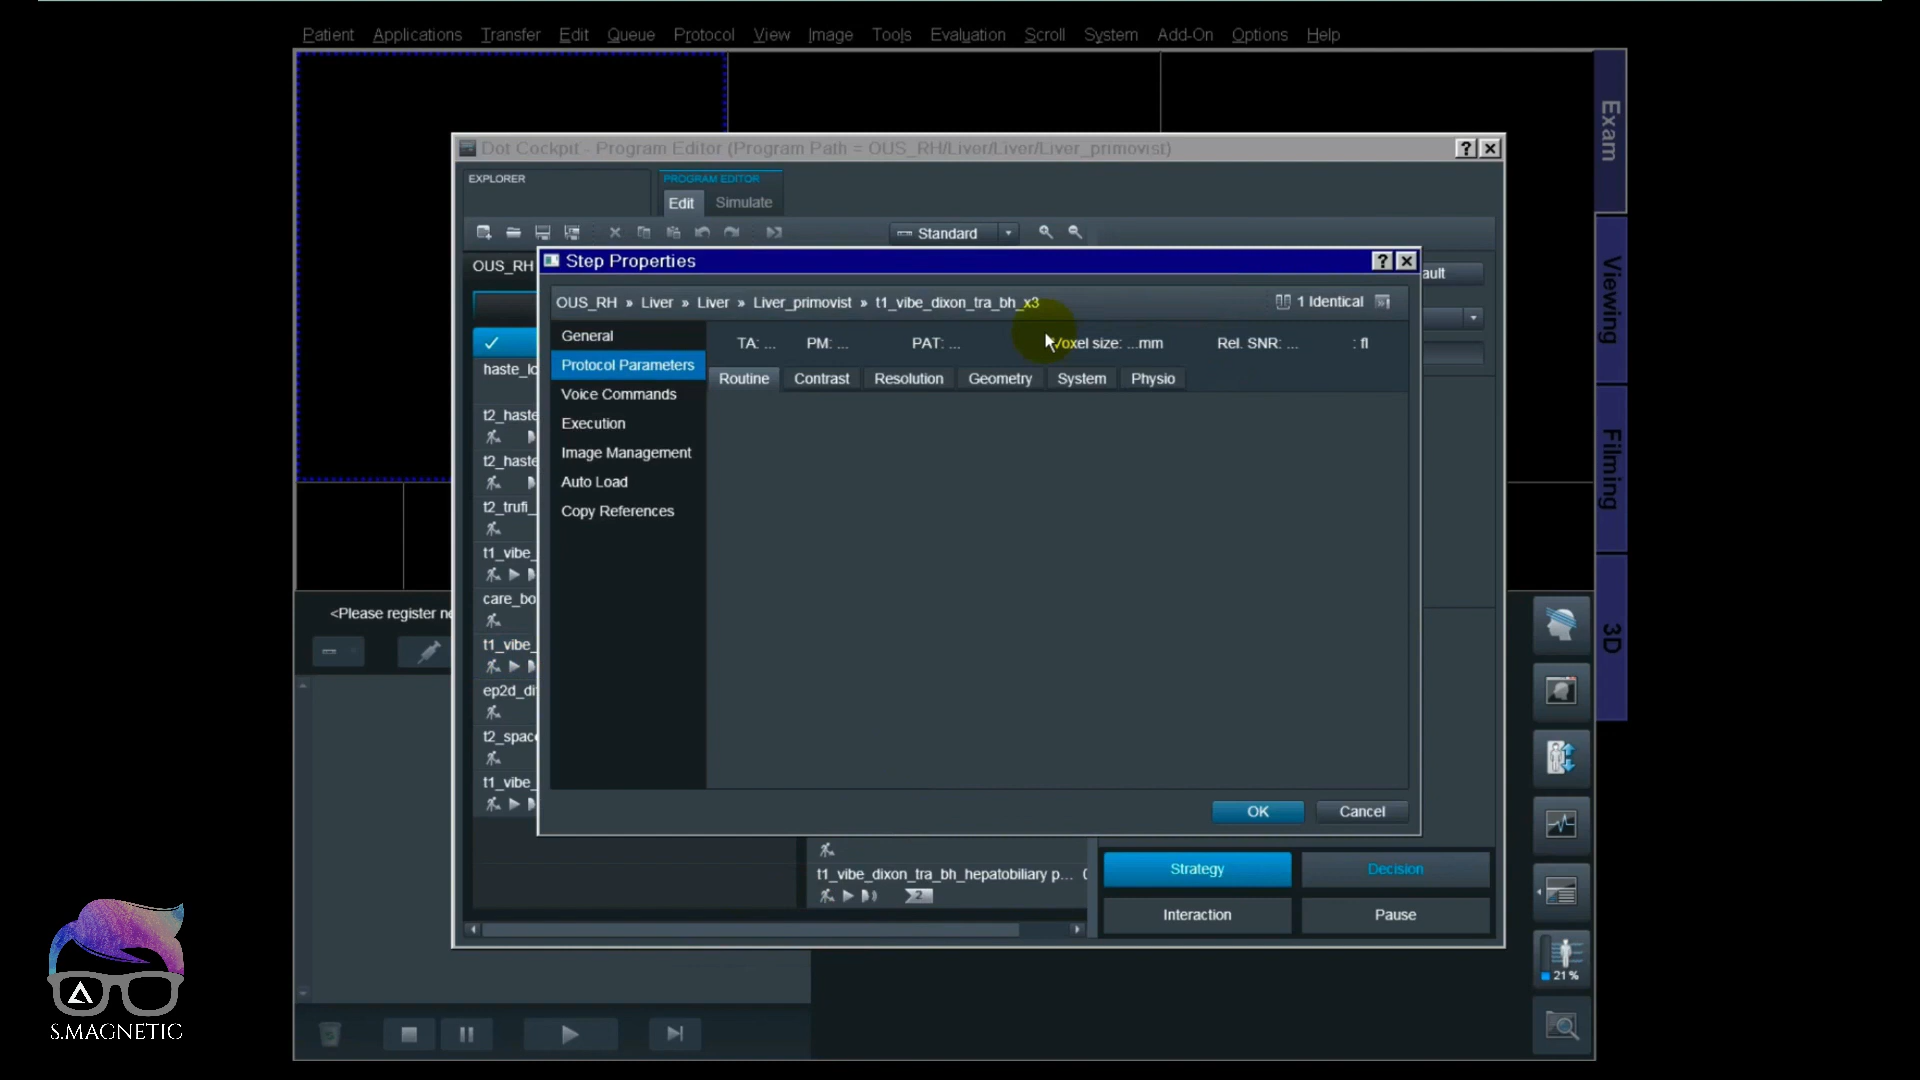 Patient Applications Transfer Edit Queue Protocol View Image Tools Evaluation Scroll System Add-On Options Help
Exam
Viewing
Filming
3D
Dot Cockpit - Program Editor (Program Path = OUS_RH/Liver/Liver/Liver_primovist)
EXPLORER
PROGRAM EDITOR
Edit Simulate
Standard
OUS_RH
ault
Step Properties
OUS_RH » Liver » Liver » Liver_primovist » t1_vibe_dixon_tra_bh_x3
1 Identical
General
Protocol Parameters
Voice Commands
Execution
Image Management
Auto Load
Copy References
TA: ... PM: ... PAT: ... Voxel size: ...mm Rel. SNR: ... : fl
Routine Contrast Resolution Geometry System Physio
haste_lo
t2_haste
t2_haste
t2_trufi_
t1_vibe_
care_bo
t1_vibe_
ep2d_di
t2_space
t1_vibe_
OK Cancel
<Please register ne
t1_vibe_dixon_tra_bh_hepatobiliary p...
2
Strategy Decision
Interaction Pause
21 %
S.MAGNETIC